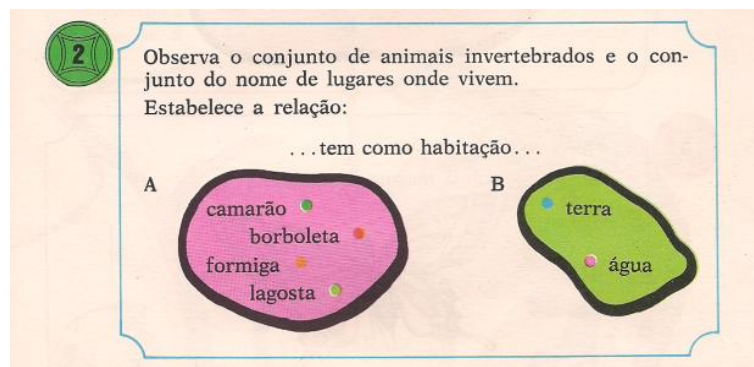 2
Observa o conjunto de animais invertebrados e o con-
junto do nome de lugares onde vivem.
Estabelece a relação:
...tem como habitação...
A
camarão
borboleta
formiga
lagosta
B
terra
água